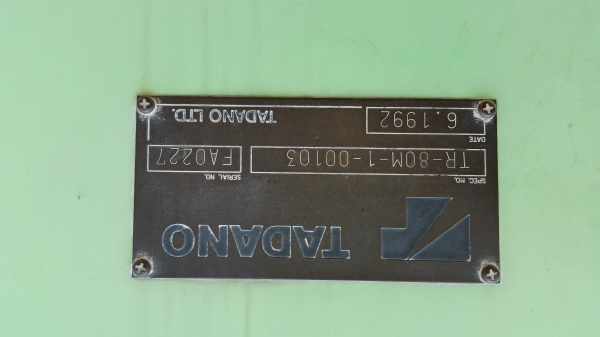 TADANO
SPEC. NO. SERIAL NO.
TR-80M-1-00103 FA0227
DATE
6.1992 TADANO LTD.